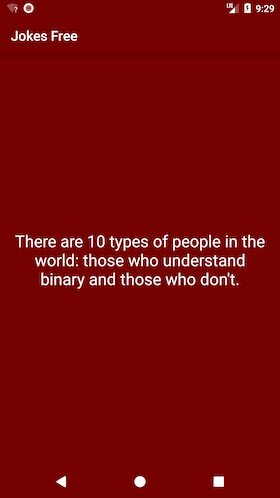 LTE 9:29
Jokes Free
There are 10 types of people in the
world: those who understand
binary and those who don't.